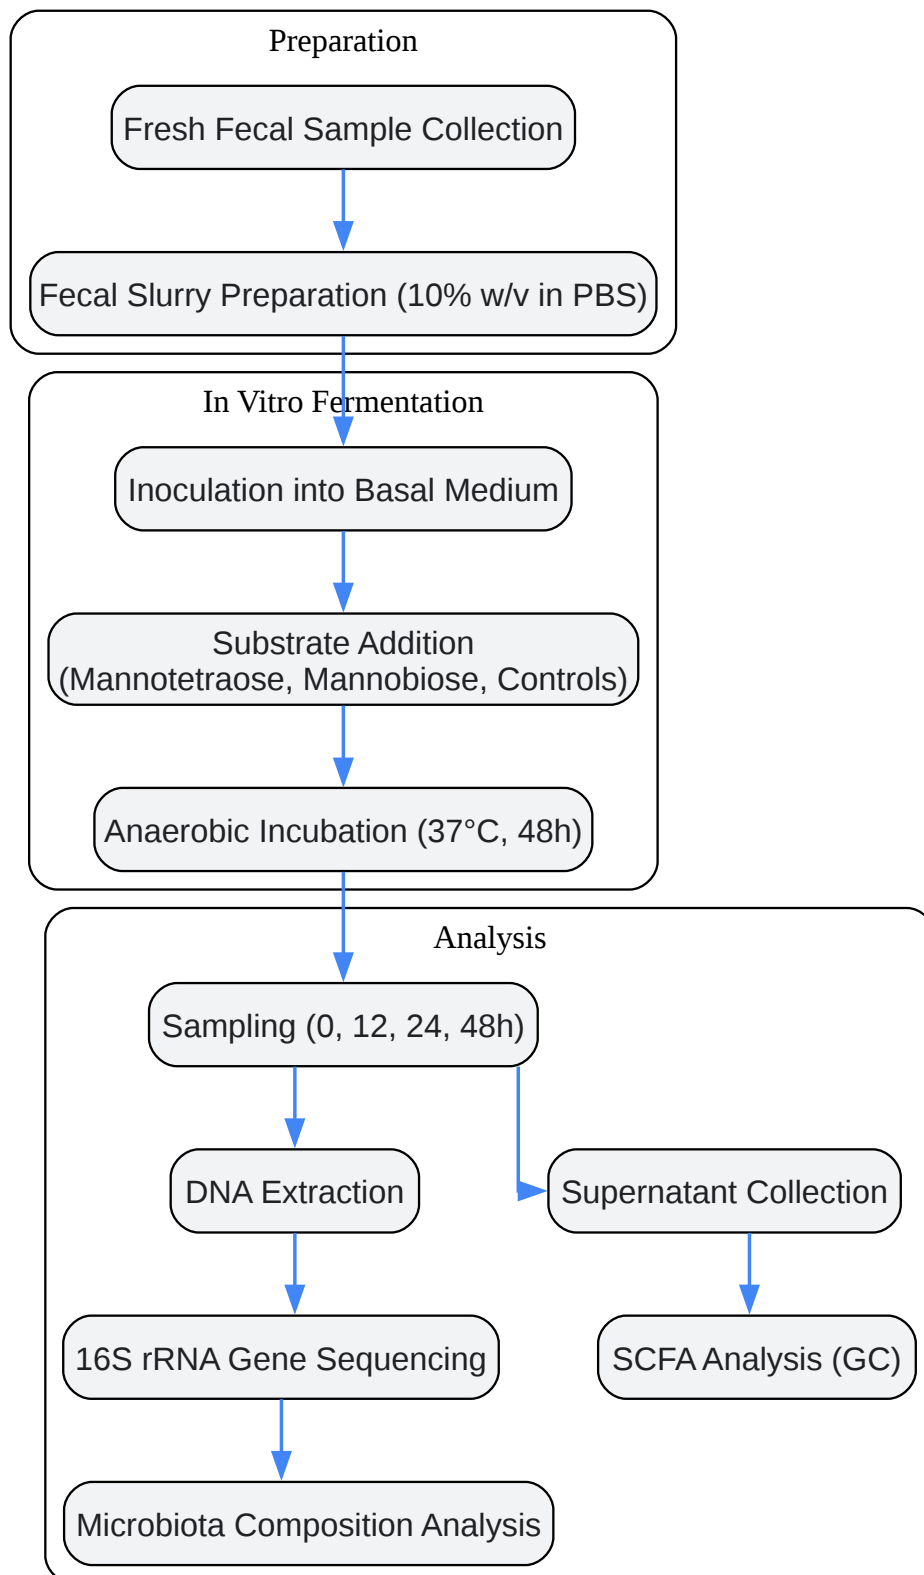 Preparation
Fresh Fecal Sample Collection
Fecal Slurry Preparation (10% w/v in PBS)
In Vitro Fermentation
Inoculation into Basal Medium
Substrate Addition
(Mannotetraose, Mannobiose, Controls)
Anaerobic Incubation (37°C, 48h)
Analysis
Sampling (0, 12, 24, 48h)
DNA Extraction
Supernatant Collection
16S rRNA Gene Sequencing
SCFA Analysis (GC)
Microbiota Composition Analysis